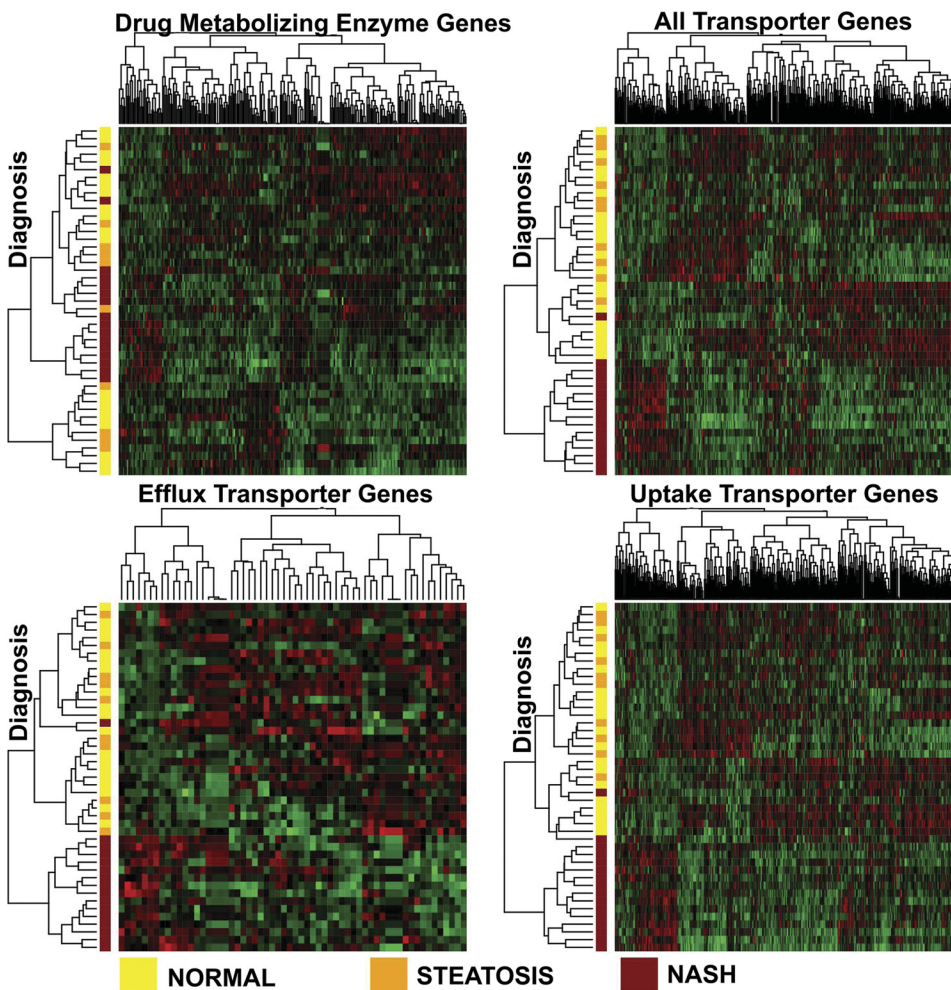 Drug Metabolizing Enzyme Genes
All Transporter Genes
Diagnosis
Diagnosis
Efflux Transporter Genes
Uptake Transporter Genes
Diagnosis
Diagnosis
NORMAL
STEATOSIS
NASH